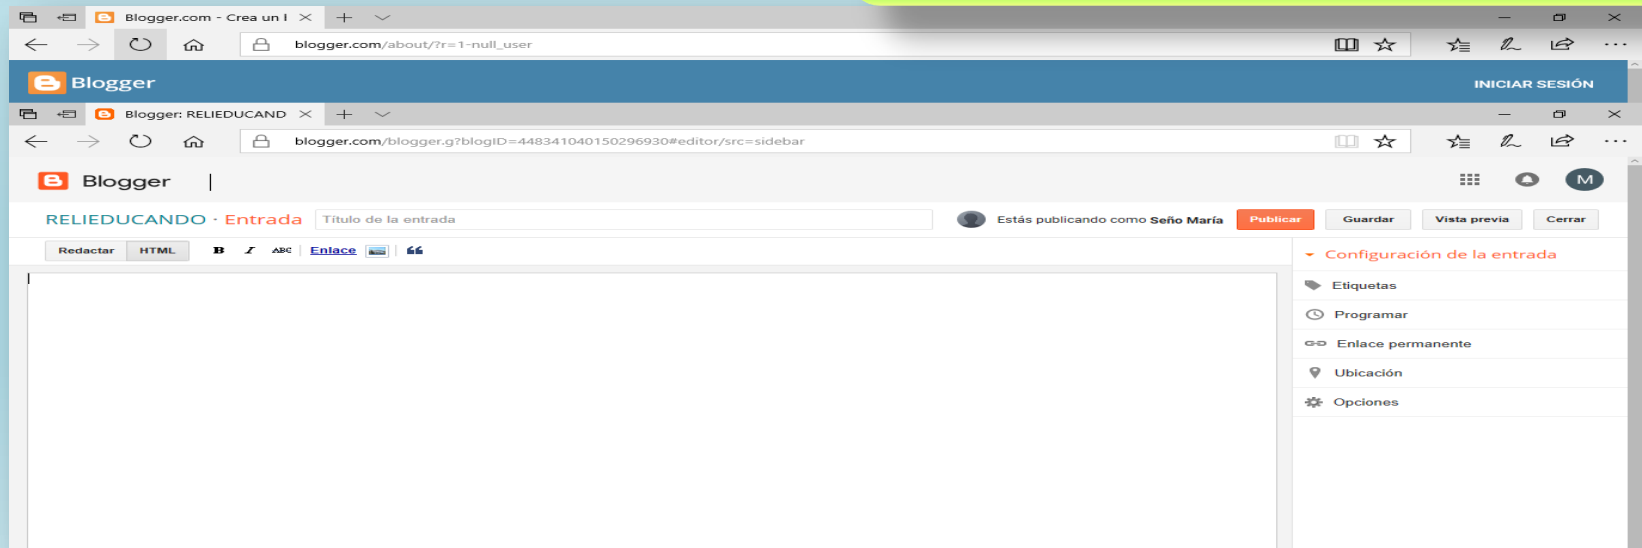 Blogger.com - Crea un l
blogger.com/about/?r=1-null_user
Blogger
INICIAR SESIÓN
Blogger: RELIEDUCAND
blogger.com/blogger.g?blogID=448341040150296930#editor/src=sidebar
Blogger
M
RELIEDUCANDO · Entrada Título de la entrada Estás publicando como Seño María Publicar Guardar Vista previa Cerrar
Redactar HTML B I ABC Enlace
Configuración de la entrada
Etiquetas
Programar
Enlace permanente
Ubicación
Opciones